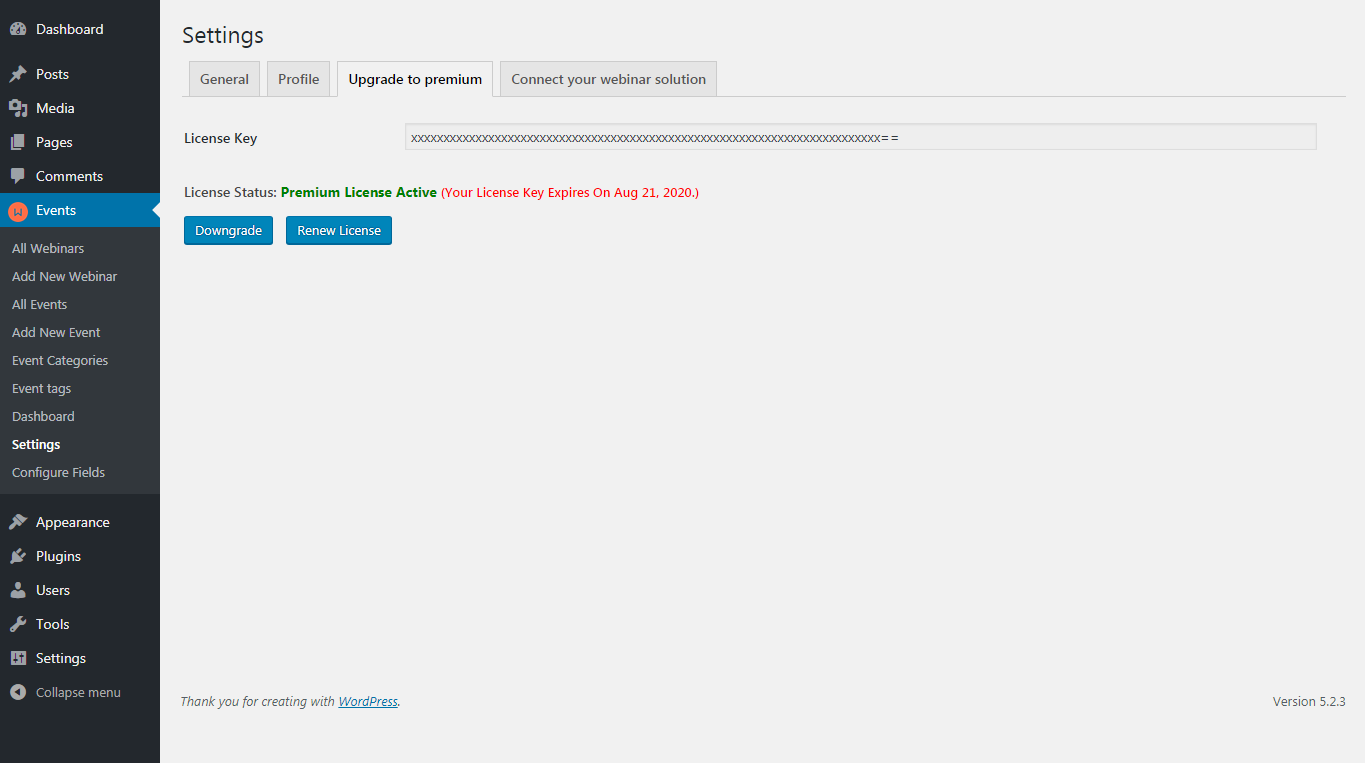 Dashboard
Posts
Media
Pages
Comments
Events
All Webinars
Add New Webinar
All Events
Add New Event
Event Categories
Event tags
Dashboard
Settings
Configure Fields
Appearance
Plugins
Users
Tools
Settings
Collapse menu
Settings
General Profile Upgrade to premium Connect your webinar solution
License Key xxxxxxxxxxxxxxxxxxxxxxxxxxxxxxxxxxxxxxxxxxxxxxxxxxxxxxxxxxxxxxxxxxxxxxxxxx==
License Status: Premium License Active (Your License Key Expires On Aug 21, 2020.)
Downgrade Renew License
Thank you for creating with WordPress. Version 5.2.3